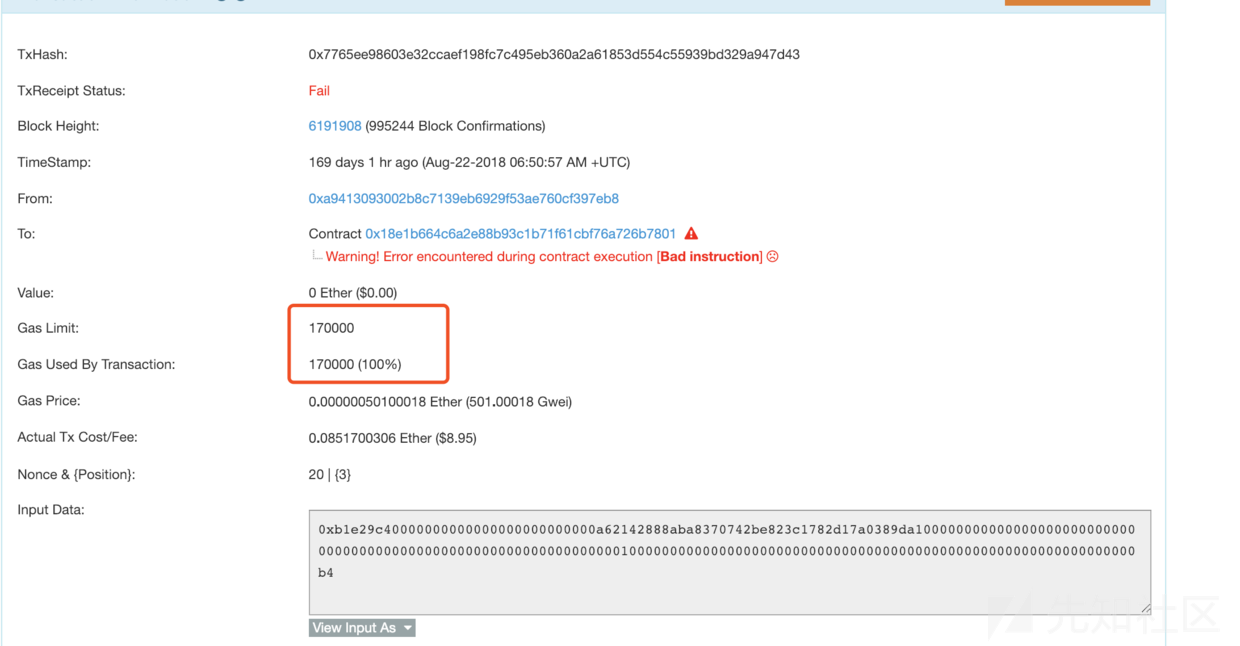 TxHash: 0x7765ee98603e32ccaef198fc7c495eb360a2a61853d554c55939bd329a947d43
TxReceipt Status: Fail
Block Height: 6191908 (995244 Block Confirmations)
TimeStamp: 169 days 1 hr ago (Aug-22-2018 06:50:57 AM +UTC)
From: 0xa9413093002b8c7139eb6929f53ae760cf397eb8
To: Contract 0x18e1b664c6a2e88b93c1b71f61cbf76a726b7801
Warning! Error encountered during contract execution [Bad instruction]
Value: 0 Ether ($0.00)
Gas Limit: 170000
Gas Used By Transaction: 170000 (100%)
Gas Price: 0.00000050100018 Ether (501.00018 Gwei)
Actual Tx Cost/Fee: 0.0851700306 Ether ($8.95)
Nonce & {Position}: 20 | {3}
Input Data:
0xb1e29c4000000000000000000000000000a62142888aba8370742be823c1782d17a0389da10000000000000000000000000000
000000000000000000000000000000000000000100000000000000000000000000000000000000000000000000000000000000
b4
View Input As
先知社区